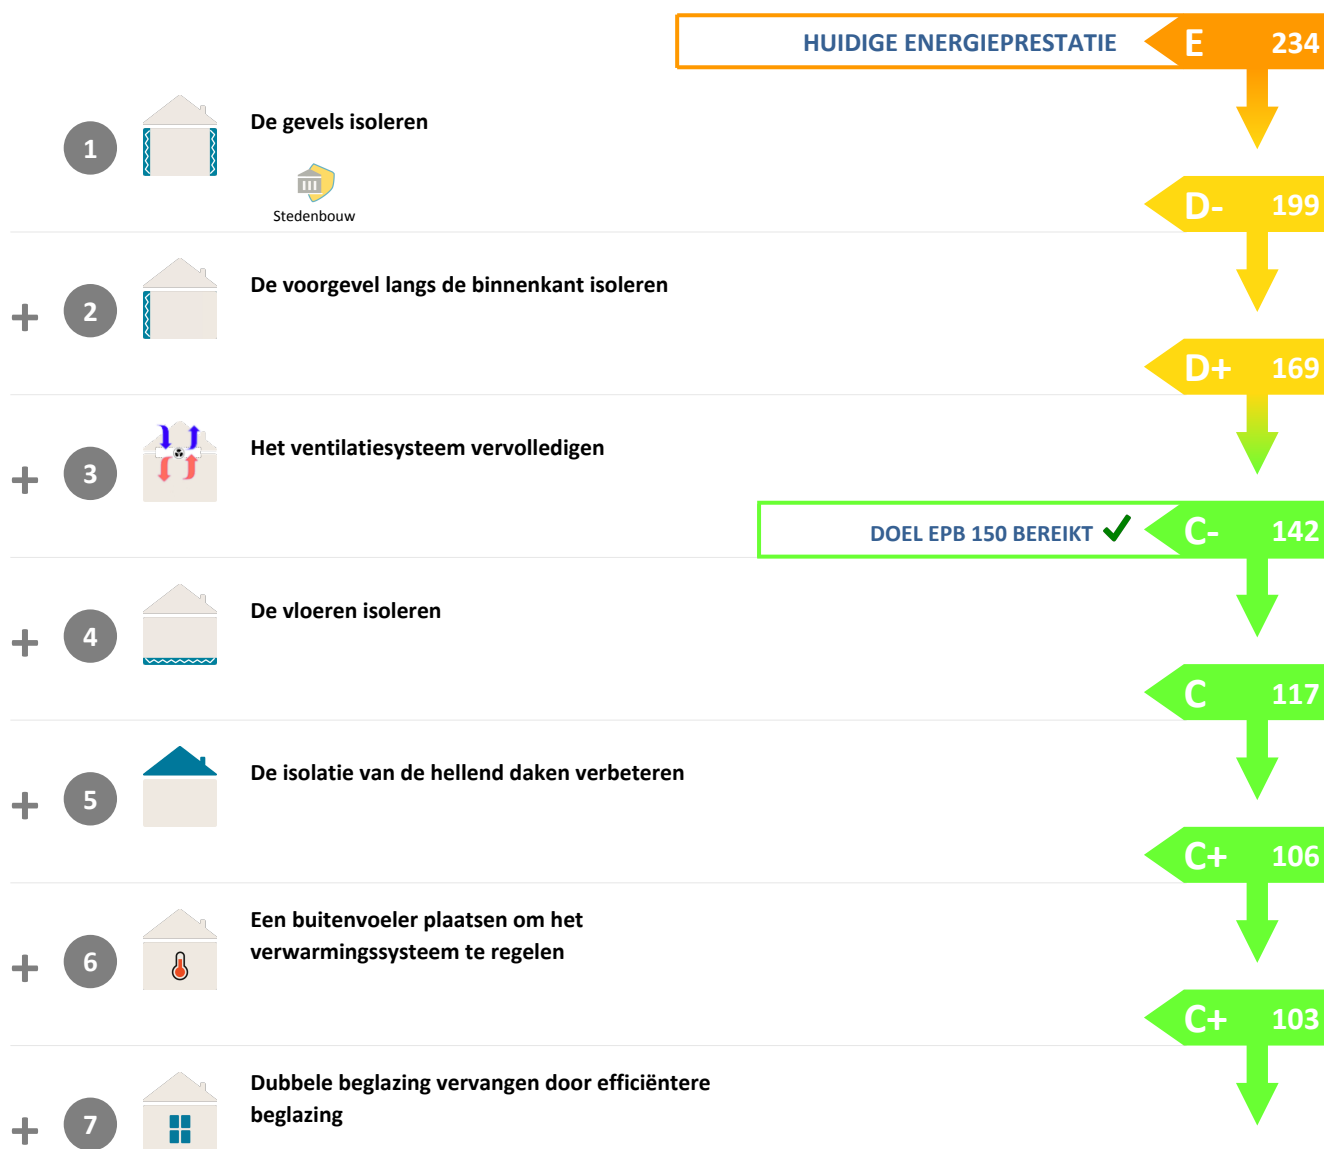 HUIDIGE ENERGIEPRESTATIE E 234
1 De gevels isoleren
Stedenbouw
D- 199
+ 2 De voorgevel langs de binnenkant isoleren
D+ 169
+ 3 Het ventilatiesysteem vervolledigen
DOEL EPB 150 BEREIKT ✔ C- 142
+ 4 De vloeren isoleren
C 117
+ 5 De isolatie van de hellend daken verbeteren
C+ 106
+ 6 Een buitenvoeler plaatsen om het
verwarmingssysteem te regelen
C+ 103
+ 7 Dubbele beglazing vervangen door efficiëntere
beglazing